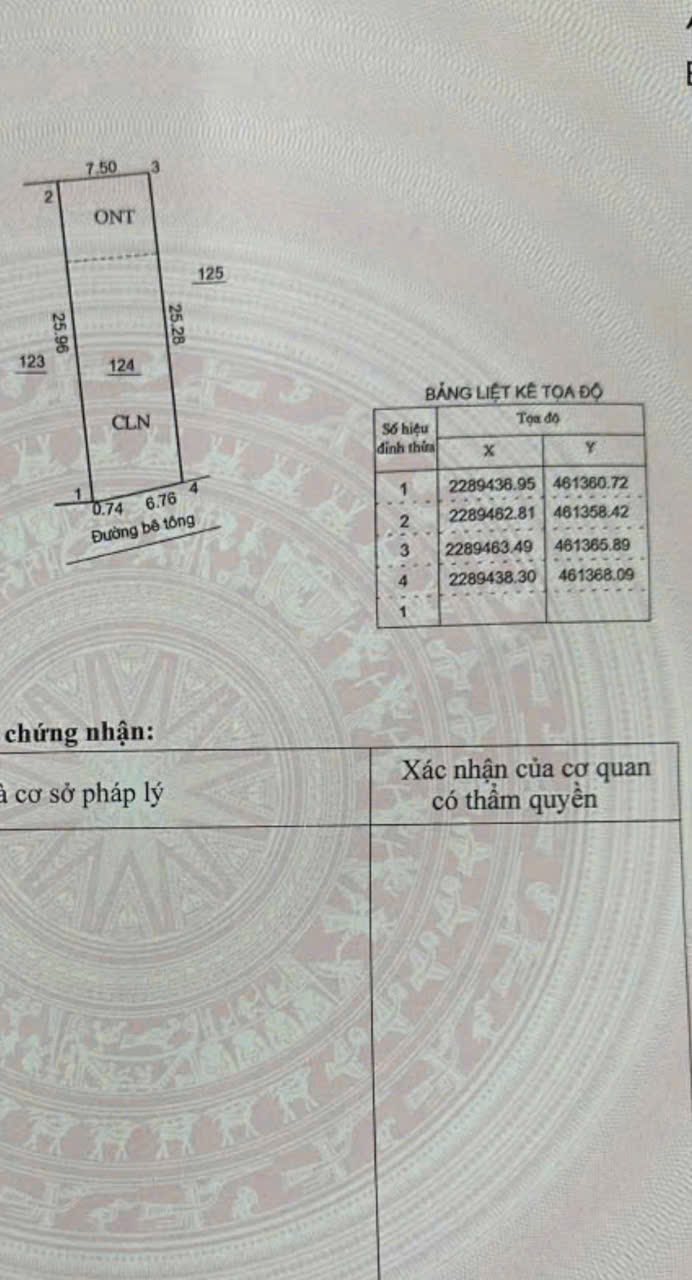 7.50
3
2
ONT
125
25.96
25.28
123
124
CLN
1
0.74
6.76
4
Đường bê tông
BẢNG LIỆT KÊ TỌA ĐỘ
Số hiệu đỉnh thửa
Tọa độ
X Y
1 2289436.95 461360.72
2 2289462.81 461358.42
3 2289463.49 461365.89
4 2289438.30 461368.09
1
chứng nhận:
à cơ sở pháp lý
Xác nhận của cơ quan
có thẩm quyền